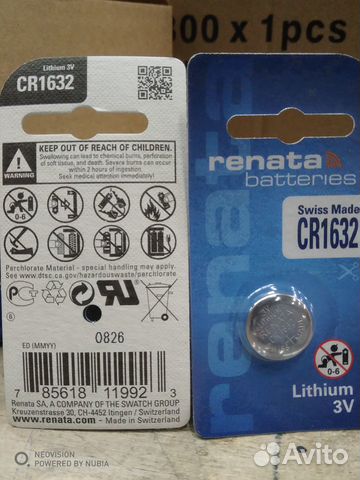 300 x 1pcs
Lithium 3V
CR1632
WARNING
KEEP OUT OF REACH OF CHILDREN.
Swallowing can lead to chemical burns, perforation
of soft tissue, and death. Severe burns can occur
within 2 hours of ingestion.
Seek medical attention immediately.
0-6
Perchlorate Material - special handling may apply.
See www.dtsc.ca.gov/hazardouswaste/perchlorate
0826
ED (MMYY)
7 85618 11992 3
Renata SA, A COMPANY OF THE SWATCH GROUP
Kreuzenstrasse 30, CH-4452 Itingen / Switzerland
www.renata.com - Made in Switzerland
renata
batteries
Swiss Made
CR1632
renata
0-6
Lithium
3V
NEOVISION
POWERED BY NUBIA
Avito